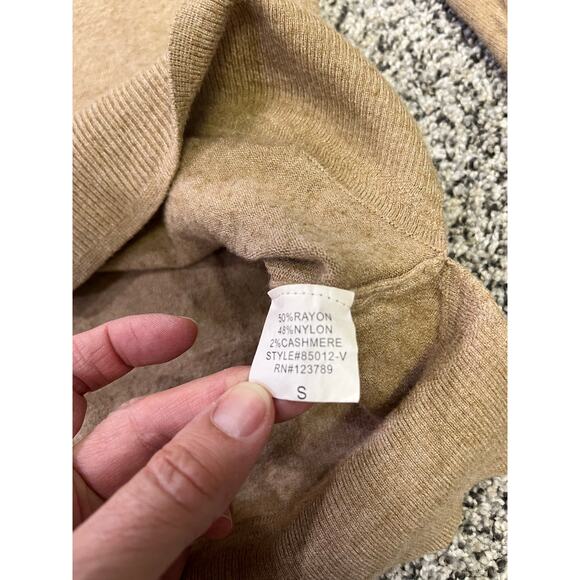 50%RAYON
48%NYLON
2%CASHMERE
STYLE#85012-V
RN#123789
S